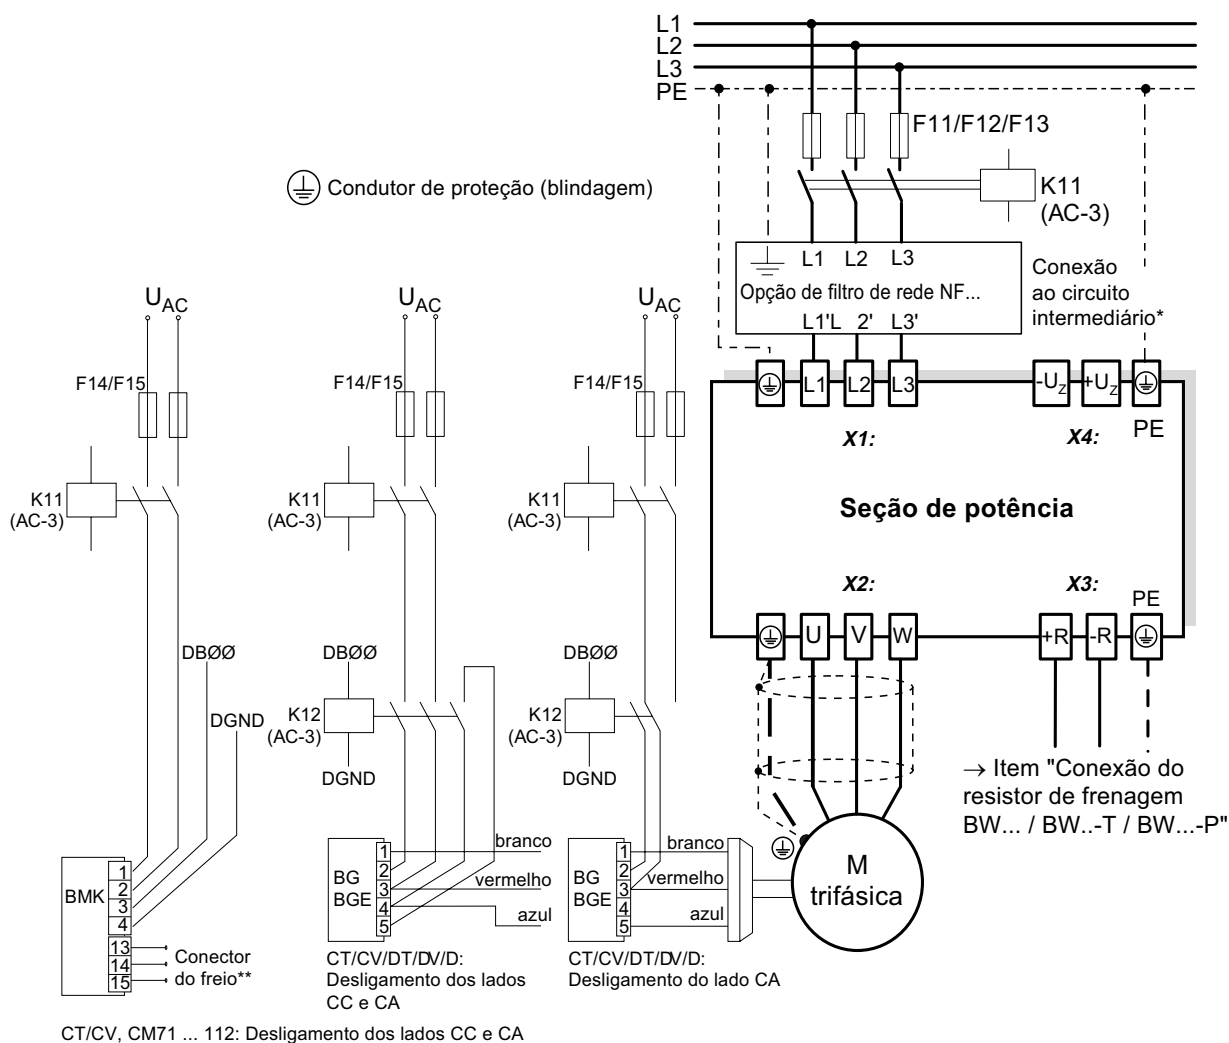 L1
L2
L3
PE
F11/F12/F13
K11
(AC-3)
Condutor de proteção (blindagem)
L1 L2 L3
Opção de filtro de rede NF...
L1'L 2' L3'
Conexão
ao circuito
intermediário*
L1 L2 L3 -UZ +UZ
X1: X4: PE
Seção de potência
X2: X3: PE
U V W +R -R
→ Item "Conexão do
resistor de frenagem
BW... / BW..-T / BW...-P"
M
trifásica
UAC
F14/F15
K11
(AC-3)
DBØØ
DGND
BMK
1
2
3
4
13
14
15
Conector
do freio**
CT/CV, CM71 ... 112: Desligamento dos lados CC e CA
UAC
F14/F15
K11
(AC-3)
DBØØ
K12
(AC-3)
DGND
BG
BGE
1
2
3
4
5
branco
vermelho
azul
CT/CV/DT/DV/D:
Desligamento dos lados
CC e CA
UAC
F14/F15
K11
(AC-3)
DBØØ
K12
(AC-3)
DGND
BG
BGE
1
2
3
4
5
branco
vermelho
azul
CT/CV/DT/DV/D:
Desligamento do lado CA